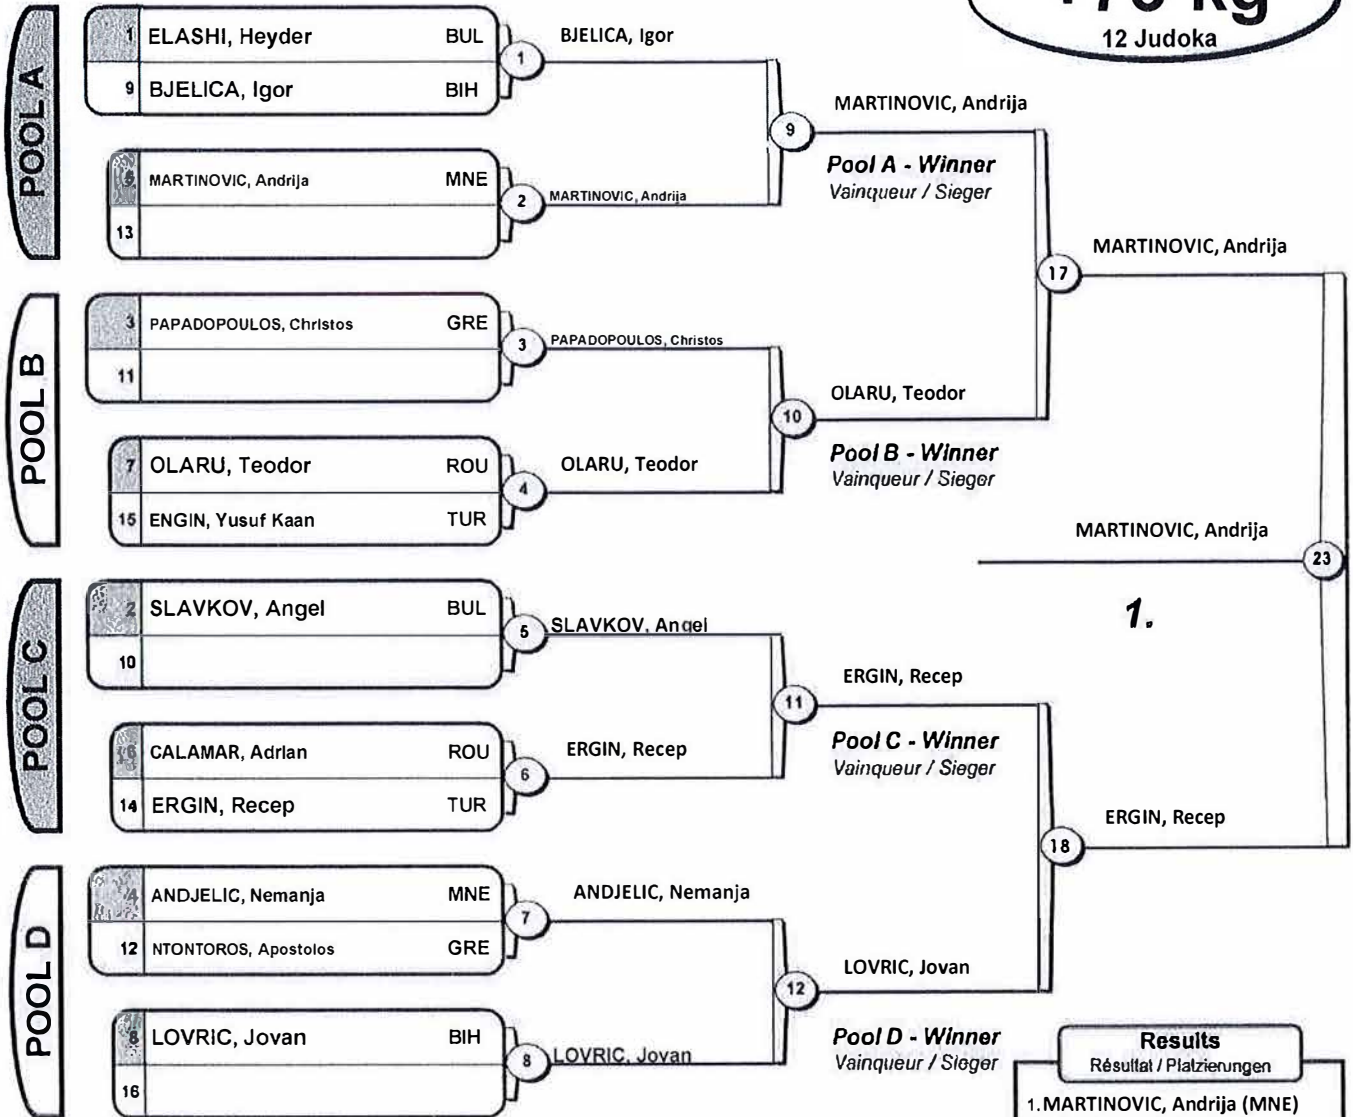 12 Judoka
POOL A
1 ELASHI, Heyder BUL
9 BJELICA, Igor BIH
1
BJELICA, Igor
5 MARTINOVIC, Andrija MNE
13
2
MARTINOVIC, Andrija
9
MARTINOVIC, Andrija
Pool A - Winner
Vainqueur / Sieger
POOL B
3 PAPADOPOULOS, Christos GRE
11
3
PAPADOPOULOS, Christos
7 OLARU, Teodor ROU
15 ENGIN, Yusuf Kaan TUR
4
OLARU, Teodor
10
OLARU, Teodor
Pool B - Winner
Vainqueur / Sieger
17
MARTINOVIC, Andrija
MARTINOVIC, Andrija
23
1.
POOL C
2 SLAVKOV, Angel BUL
10
5
SLAVKOV, Angel
6 CALAMAR, Adrian ROU
14 ERGIN, Recep TUR
6
ERGIN, Recep
11
ERGIN, Recep
Pool C - Winner
Vainqueur / Sieger
POOL D
4 ANDJELIC, Nemanja MNE
12 NTONTOROS, Apostolos GRE
7
ANDJELIC, Nemanja
8 LOVRIC, Jovan BIH
16
8
LOVRIC, Jovan
12
LOVRIC, Jovan
Pool D - Winner
Vainqueur / Sieger
18
ERGIN, Recep
Results
Résultat / Platzierungen
1. MARTINOVIC, Andrija (MNE)